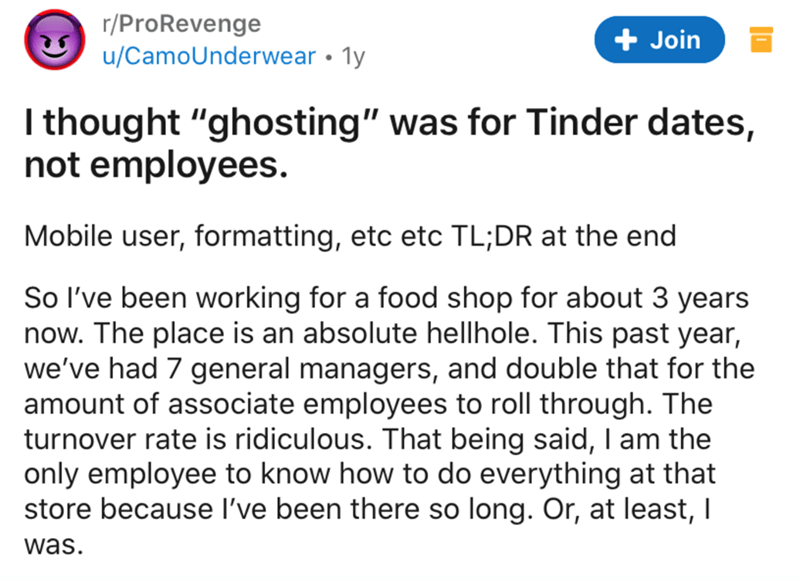 r/ProRevenge
u/CamoUnderwear • 1y
+ Join
I thought “ghosting” was for Tinder dates,
not employees.
Mobile user, formatting, etc etc TL;DR at the end
So I’ve been working for a food shop for about 3 years
now. The place is an absolute hellhole. This past year,
we’ve had 7 general managers, and double that for the
amount of associate employees to roll through. The
turnover rate is ridiculous. That being said, I am the
only employee to know how to do everything at that
store because I’ve been there so long. Or, at least, I
was.